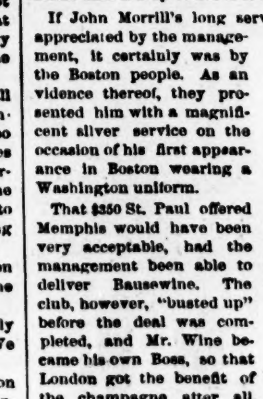 If John Morrill's long ser
appreciated by the manage-
ment, it certainly was by
the Boston people. As an
vidence thereof, they pre-
sented him with a magnifi-
cent silver service on the
occasion of his first appear-
ance in Boston wearing a
Washington uniform.
That $350 St. Paul offered
Memphis would have been
very acceptable, had the
management been able to
deliver Bausewine. The
club, however, "busted up"
before the deal was com-
pleted, and Mr. Wine be-
came his own Boss, so that
London got the benefit of
the champagne after all